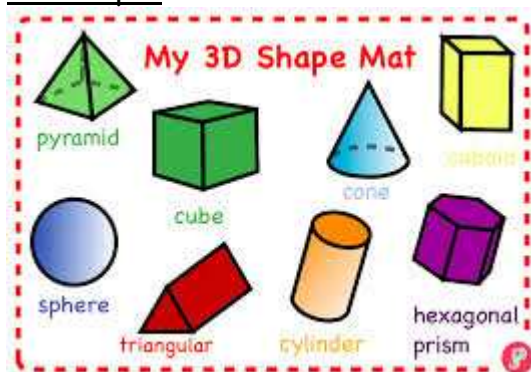 My 3D Shape Mat
pyramid
cube
cone
cuboid
sphere
triangular
cylinder
hexagonal
prism